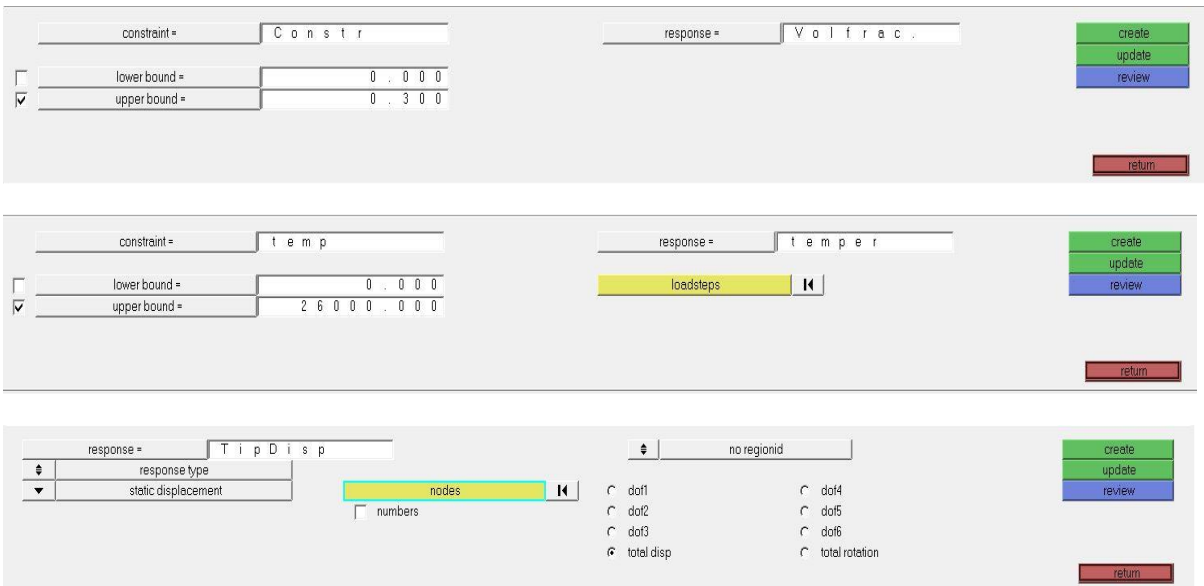 constraint = Constr response = Volfrac. create
update
lower bound = 0.000 review
upper bound = 0.300
return
constraint = temp response = temper create
update
lower bound = 0.000 loadsteps review
upper bound = 26000.000
return
response = TipDisp no regionid create
response type update
static displacement nodes dof1 dof4 review
numbers dof2 dof5
dof3 dof6
total disp total rotation
return